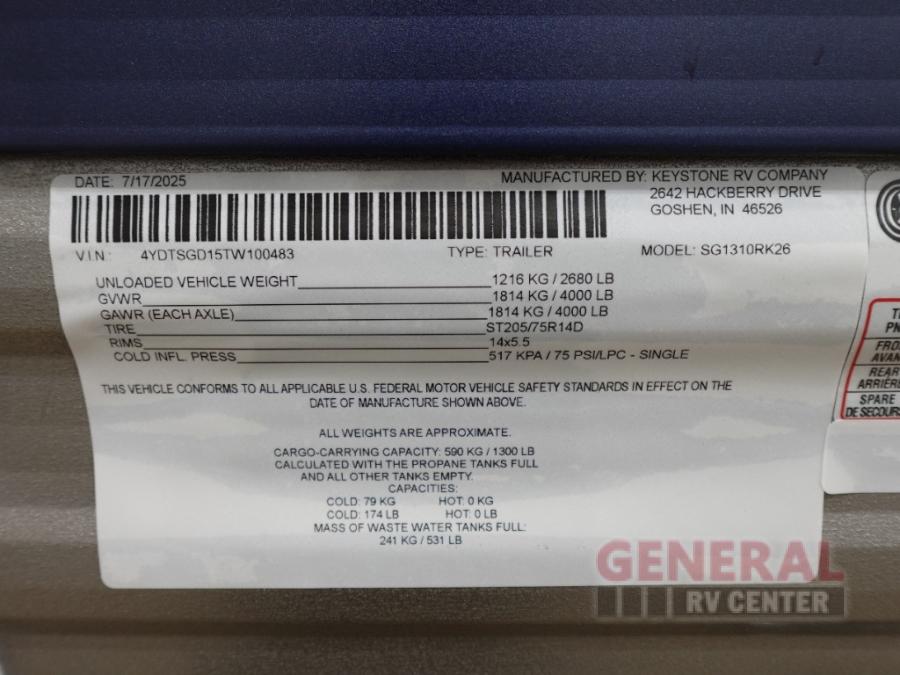 DATE: 7/17/2025
MANUFACTURED BY: KEYSTONE RV COMPANY
2642 HACKBERRY DRIVE
GOSHEN, IN 46526
V.I.N.: 4YDTSGD15TW100483 TYPE: TRAILER MODEL: SG1310RK26
UNLOADED VEHICLE WEIGHT 1216 KG / 2680 LB
GVWR 1814 KG / 4000 LB
GAWR (EACH AXLE) 1814 KG / 4000 LB
TIRE ST205/75R14D
RIMS 14x5.5
COLD INFL. PRESS 517 KPA / 75 PSI/LPC - SINGLE
THIS VEHICLE CONFORMS TO ALL APPLICABLE U.S. FEDERAL MOTOR VEHICLE SAFETY STANDARDS IN EFFECT ON THE
DATE OF MANUFACTURE SHOWN ABOVE.
ALL WEIGHTS ARE APPROXIMATE.
CARGO-CARRYING CAPACITY: 590 KG / 1300 LB
CALCULATED WITH THE PROPANE TANKS FULL
AND ALL OTHER TANKS EMPTY.
CAPACITIES:
COLD: 79 KG HOT: 0 KG
COLD: 174 LB HOT: 0 LB
MASS OF WASTE WATER TANKS FULL:
241 KG / 531 LB
REAR
ARRIÈRE
SPARE
DE SECOURS
GENERAL
RV CENTER